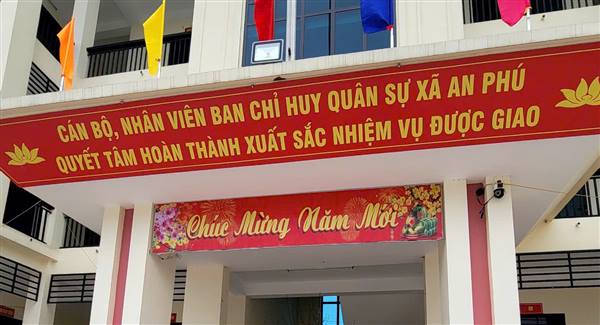 CÁN BỘ, NHÂN VIÊN BAN CHỈ HUY QUÂN SỰ XÃ AN PHÚ
QUYẾT TÂM HOÀN THÀNH XUẤT SẮC NHIỆM VỤ ĐƯỢC GIAO
Chúc Mừng Năm Mới